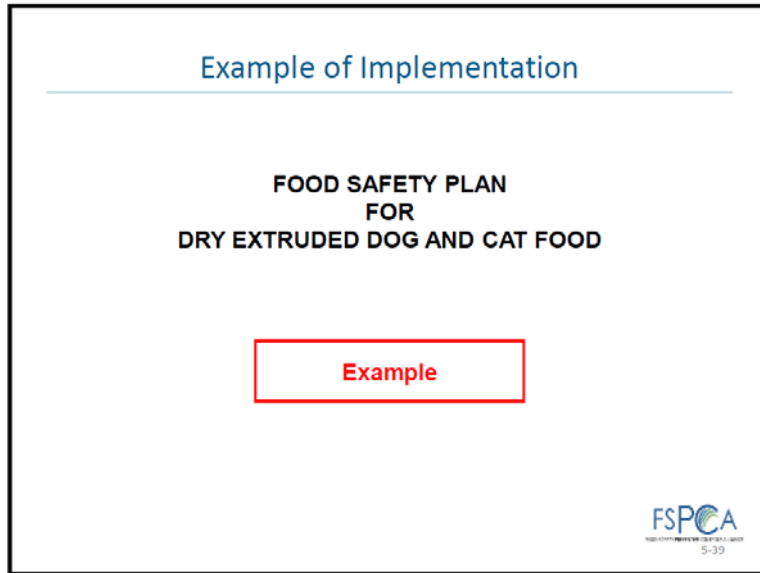 Example of Implementation
FOOD SAFETY PLAN
FOR
DRY EXTRUDED DOG AND CAT FOOD
Example
FSPCA
5-39